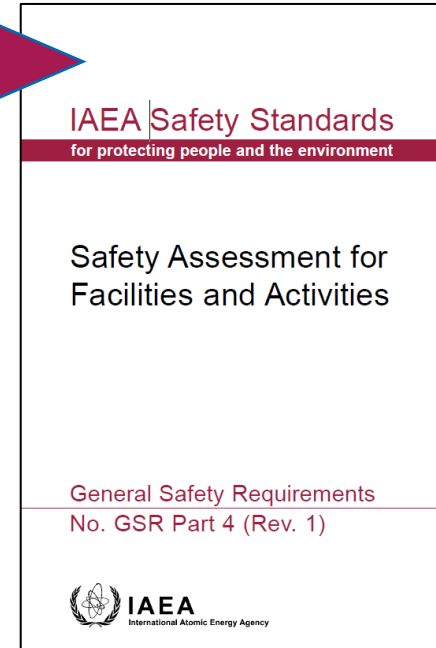 IAEA Safety Standards
for protecting people and the environment
Safety Assessment for
Facilities and Activities
General Safety Requirements
No. GSR Part 4 (Rev. 1)
IAEA
International Atomic Energy Agency